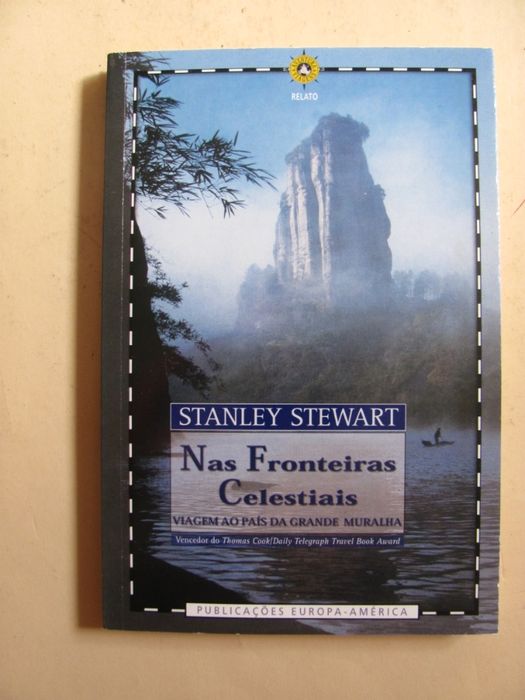 RELATO
STANLEY STEWART
Nas Fronteiras
Celestiais
VIAGEM AO PAÍS DA GRANDE MURALHA
Vencedor do Thomas Cook/Daily Telegraph Travel Book Award
PUBLICAÇÕES EUROPA-AMÉRICA